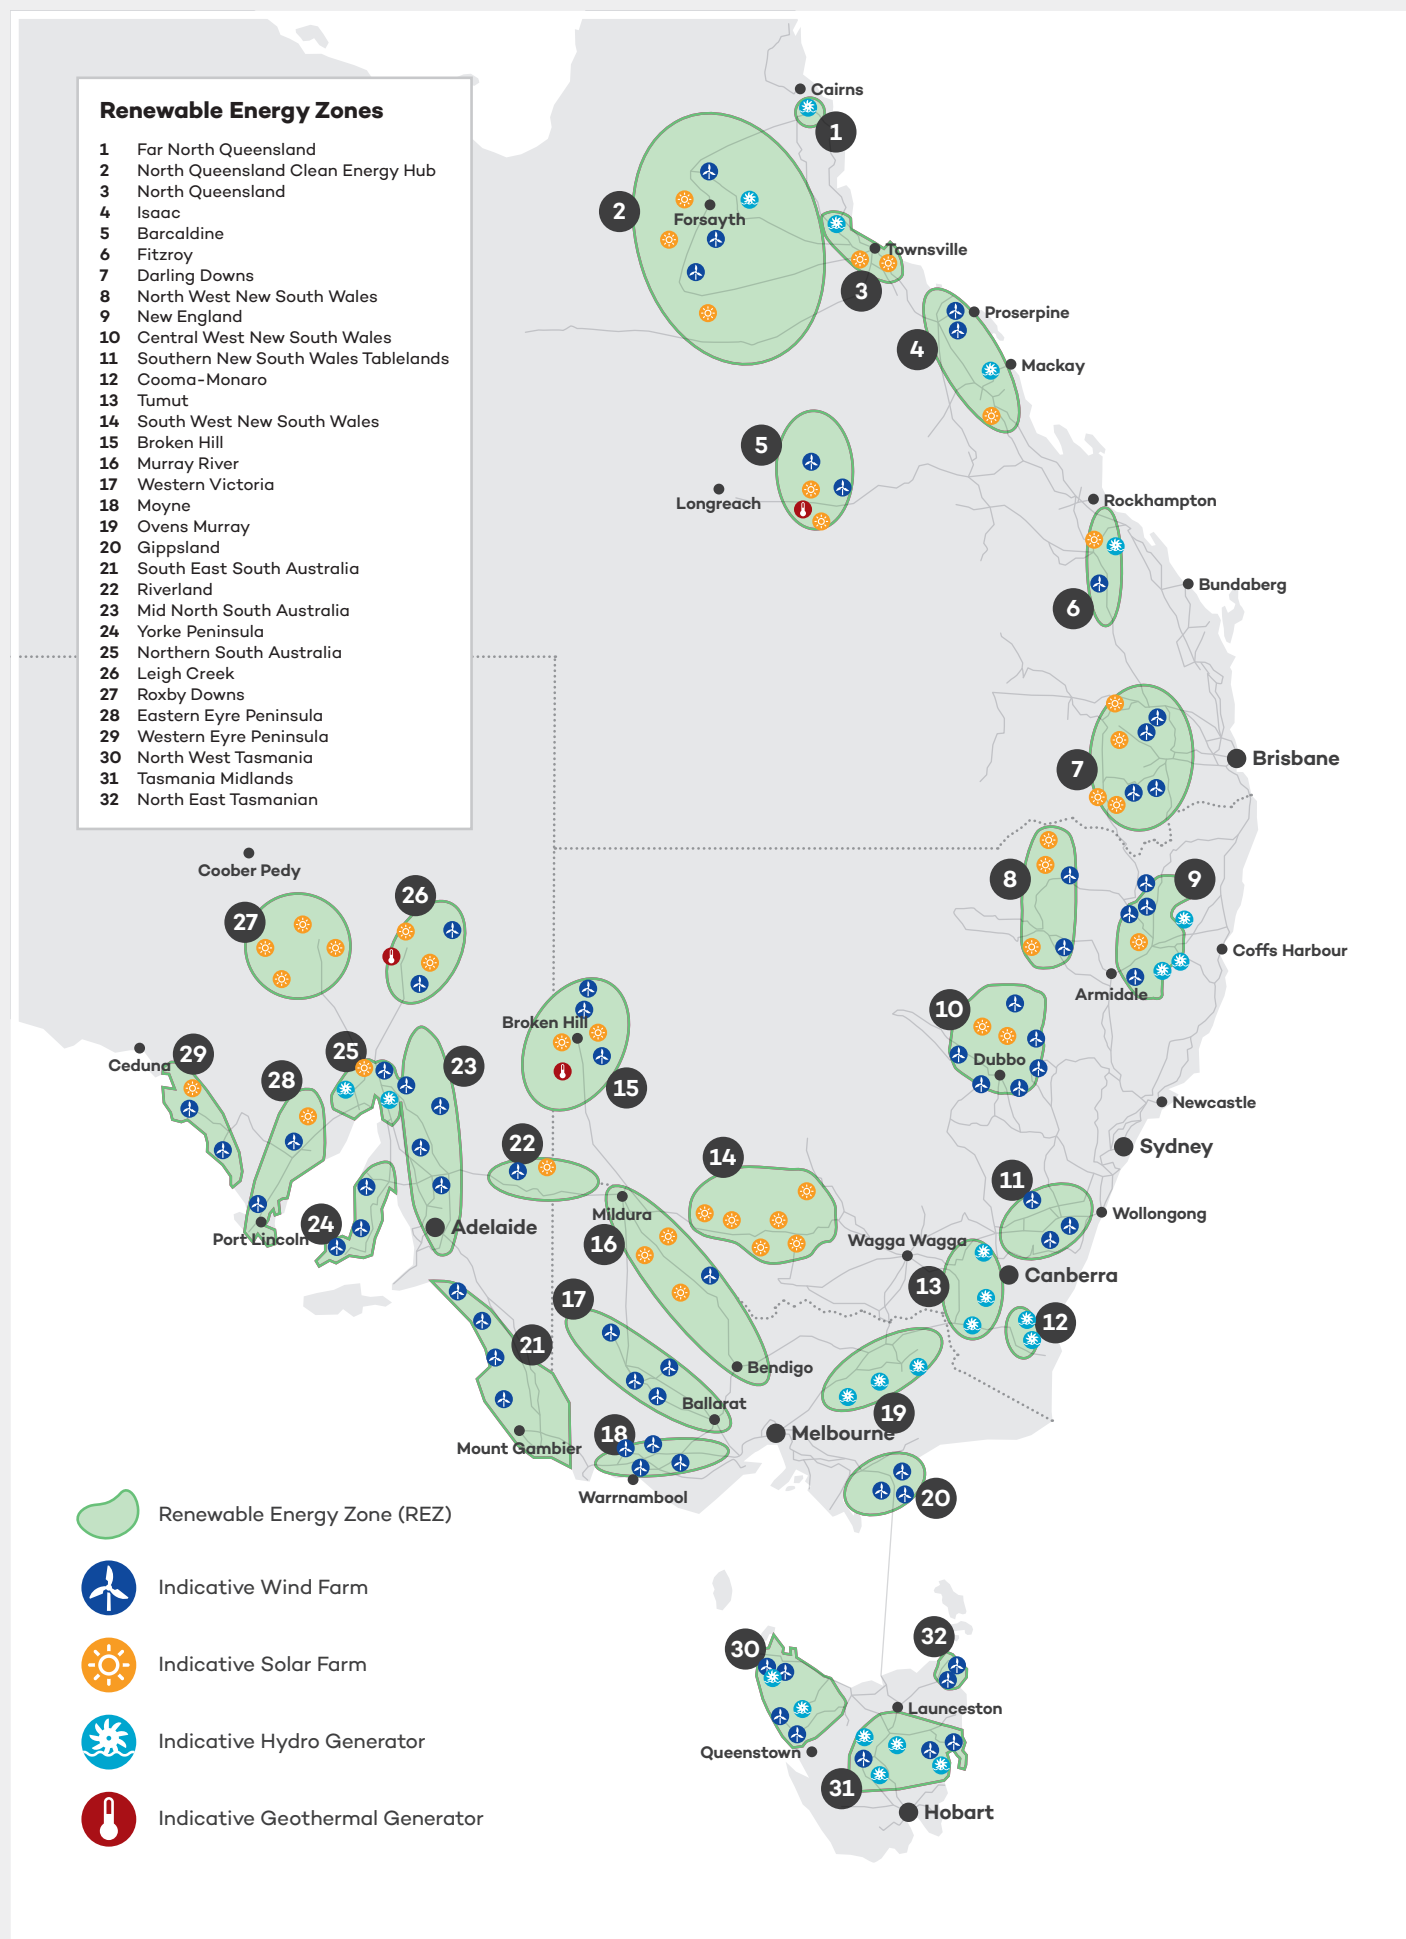 Renewable Energy Zones
1 Far North Queensland
2 North Queensland Clean Energy Hub
3 North Queensland
4 Isaac
5 Barcaldine
6 Fitzroy
7 Darling Downs
8 North West New South Wales
9 New England
10 Central West New South Wales
11 Southern New South Wales Tablelands
12 Cooma-Monaro
13 Tumut
14 South West New South Wales
15 Broken Hill
16 Murray River
17 Western Victoria
18 Moyne
19 Ovens Murray
20 Gippsland
21 South East South Australia
22 Riverland
23 Mid North South Australia
24 Yorke Peninsula
25 Northern South Australia
26 Leigh Creek
27 Roxby Downs
28 Eastern Eyre Peninsula
29 Western Eyre Peninsula
30 North West Tasmania
31 Tasmania Midlands
32 North East Tasmanian
Cairns
1
2
Forsayth
Townsville
3
Proserpine
4
Mackay
5
Longreach
Rockhampton
Bundaberg
6
Brisbane
7
Coober Pedy
8
9
26
27
Coffs Harbour
Armidale
10
Broken Hill
Dubbo
25
29
Ceduna
23
28
15
Newcastle
22
Sydney
14
11
Mildura
Wollongong
24
Adelaide
Port Lincoln
16
Wagga Wagga
Canberra
13
17
12
21
Bendigo
Ballarat
19
18
Melbourne
Mount Gambier
Warrnambool
20
Renewable Energy Zone (REZ)
Indicative Wind Farm
Indicative Solar Farm
Indicative Hydro Generator
Indicative Geothermal Generator
32
30
Launceston
Queenstown
31
Hobart